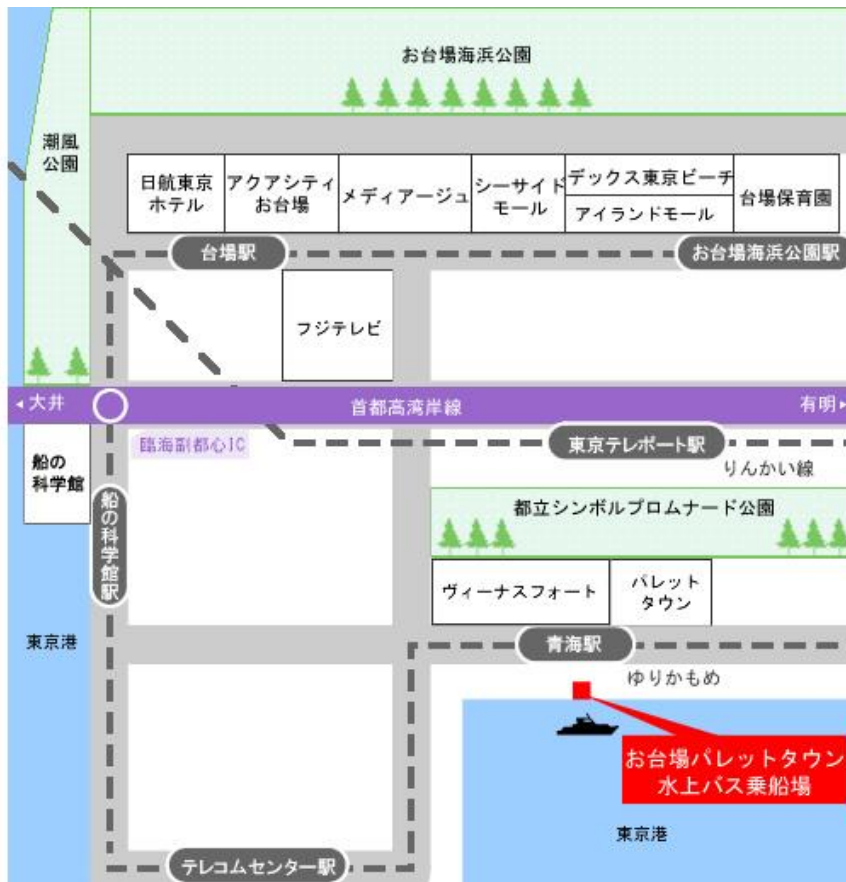 お台場海浜公園
潮風
公園
日航東京
ホテル
アクアシティ
お台場
メディアージュ
シーサイド
モール
デックス東京ビーチ
アイランドモール
台場保育園
台場駅
お台場海浜公園駅
フジテレビ
大井
首都高湾岸線
有明
臨海副都心IC
東京テレポート駅
りんかい線
船の
科学館
船の科学館駅
都立シンボルプロムナード公園
ヴィーナスフォート
パレット
タウン
東京港
青海駅
ゆりかもめ
お台場パレットタウン
水上バス乗船場
東京港
テレコムセンター駅